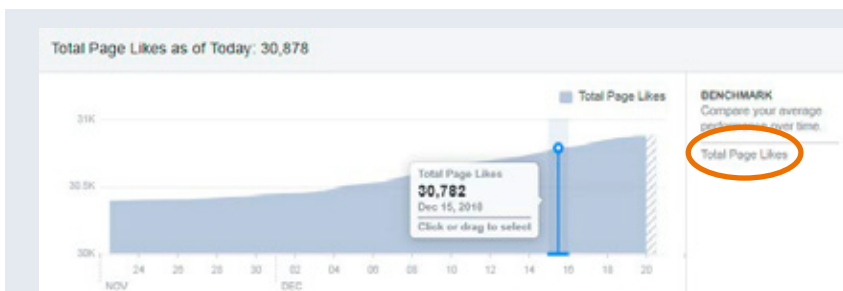 Total Page Likes as of Today: 30,878
Total Page Likes
BENCHMARK
Compare your average
performance over time.
Total Page Likes
31K
30.5K
30K
Total Page Likes
30,782
Dec 15, 2018
Click or drag to select
24 26 28 30 02 04 06 08 10 12 14 16 18 20
NOV DEC